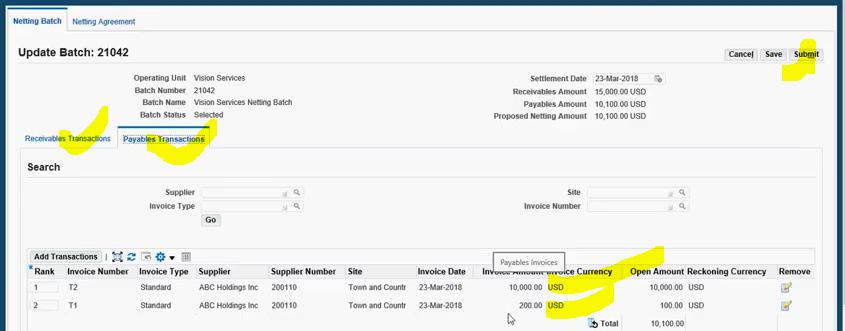 Netting Batch Netting Agreement
Update Batch: 21042
Cancel Save Submit
Operating Unit Vision Services Settlement Date 23-Mar-2018
Batch Number 21042 Receivables Amount 15,000.00 USD
Batch Name Vision Services Netting Batch Payables Amount 10,100.00 USD
Batch Status Selected Proposed Netting Amount 10,100.00 USD
Receivables Transactions Payables Transactions
Search
Supplier Site
Invoice Type Invoice Number
Go
Add Transactions
Payables Invoices
* Rank Invoice Number Invoice Type Supplier Supplier Number Site Invoice Date Invoice Amount Invoice Currency Open Amount Reckoning Currency Remove
1 T2 Standard ABC Holdings Inc 200110 Town and Countr 23-Mar-2018 10,000.00 USD 10,000.00 USD
2 T1 Standard ABC Holdings Inc 200110 Town and Countr 23-Mar-2018 200.00 USD 100.00 USD
Total 10,100.00